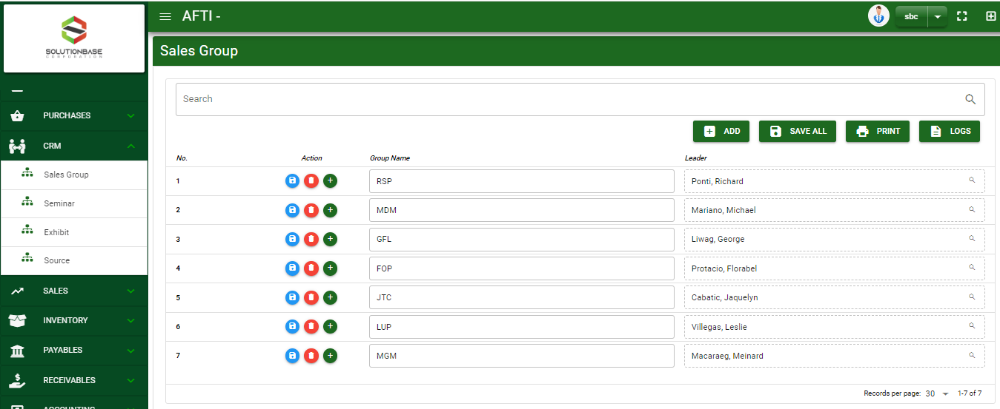 SOLUTIONBASE
CORPORATION
AFTI -
sbc
Sales Group
PURCHASES
CRM
Sales Group
Seminar
Exhibit
Source
SALES
INVENTORY
PAYABLES
RECEIVABLES
ACCOUNTING
Search
ADD
SAVE ALL
PRINT
LOGS
No. Action Group Name Leader
1 RSP Ponti, Richard
2 MDM Mariano, Michael
3 GFL Liwag, George
4 FOP Protacio, Florabel
5 JTC Cabatic, Jaquelyn
6 LUP Villegas, Leslie
7 MGM Macaraeg, Meinard
Records per page: 30 1-7 of 7